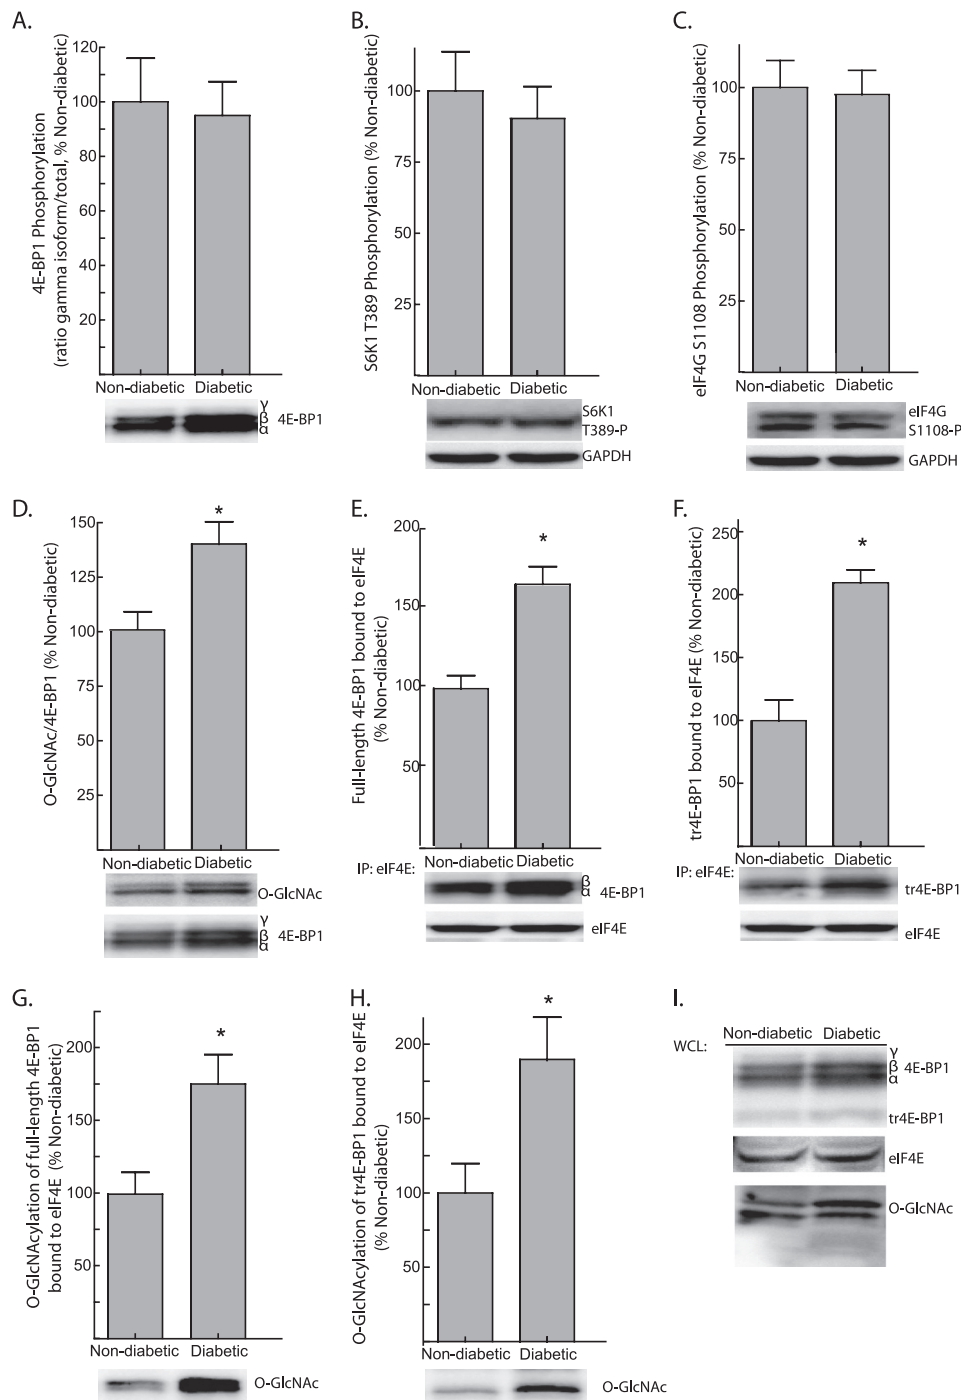 A.
4E-BP1 Phosphorylation
(ratio gamma isoform/total, % Non-diabetic)
120
100
80
60
40
20
Non-diabetic Diabetic
γ
β 4E-BP1
α
B.
S6K1 T389 Phosphorylation (% Non-diabetic)
100
75
50
25
Non-diabetic Diabetic
S6K1
T389-P
GAPDH
C.
eIF4G S1108 Phosphorylation (% Non-diabetic)
100
75
50
25
Non-diabetic Diabetic
eIF4G
S1108-P
GAPDH
D.
O-GlcNAc/4E-BP1 (% Non-diabetic)
150
125
100
75
50
25
*
Non-diabetic Diabetic
O-GlcNAc
γ
β 4E-BP1
α
E.
Full-length 4E-BP1 bound to eIF4E
(% Non-diabetic)
200
150
100
50
*
Non-diabetic Diabetic
IP: eIF4E:
β
α 4E-BP1
eIF4E
F.
tr4E-BP1 bound to eIF4E (% Non-diabetic)
250
200
150
100
50
*
Non-diabetic Diabetic
IP: eIF4E:
tr4E-BP1
eIF4E
G.
O-GlcNAcylation of full-length 4E-BP1
bound to eIF4E (% Non-diabetic)
200
150
100
50
*
Non-diabetic Diabetic
O-GlcNAc
H.
O-GlcNAcylation of tr4E-BP1 bound to eIF4E
(% Non-diabetic)
200
150
100
50
*
Non-diabetic Diabetic
O-GlcNAc
I.
Non-diabetic Diabetic
WCL:
γ
β 4E-BP1
α
tr4E-BP1
eIF4E
O-GlcNAc